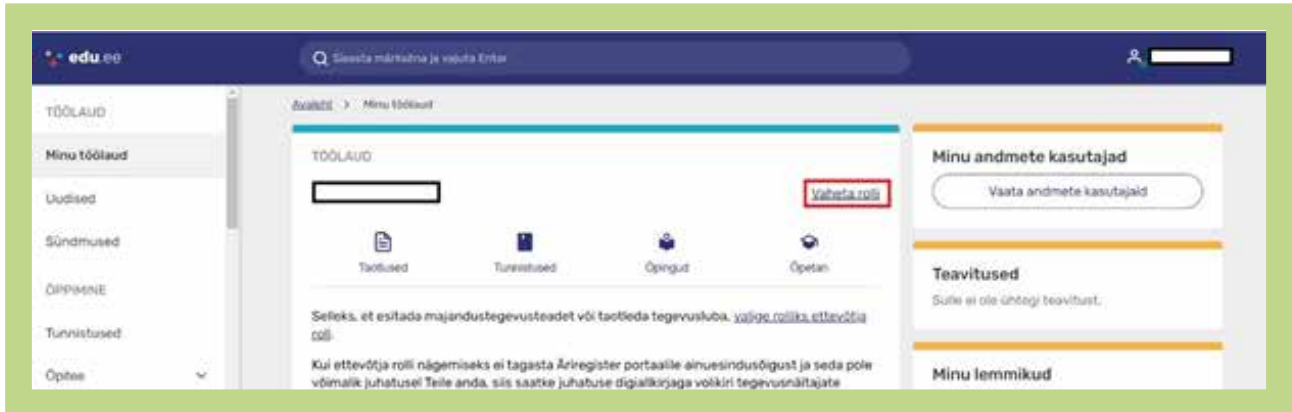 edu.ee
Sisesta märksõna ja vajuta Enter
TÖÖLAUD
Minu töölaud
Uudised
Sündmused
ÕPPIMINE
Tunnistused
Õpitee
Avaleht > Minu töölaud
TÖÖLAUD
Vaheta rolli
Taotlused
Tunnistused
Õpingud
Õpetan
Selleks, et esitada majandustegevusteadet või taotleda tegevusluba, valige rolliks ettevõtja
roll.
Kui ettevõtja rolli nägemiseks ei tagasta Äriregister portaalile ainuesindusõigust ja seda pole
võimalik juhatusel Teile anda, siis saatke juhatuse digiallkirjaga volikiri tegevusnäitajate
Minu andmete kasutajad
Vaata andmete kasutajaid
Teavitused
Sulle ei ole ühtegi teavitust.
Minu lemmikud